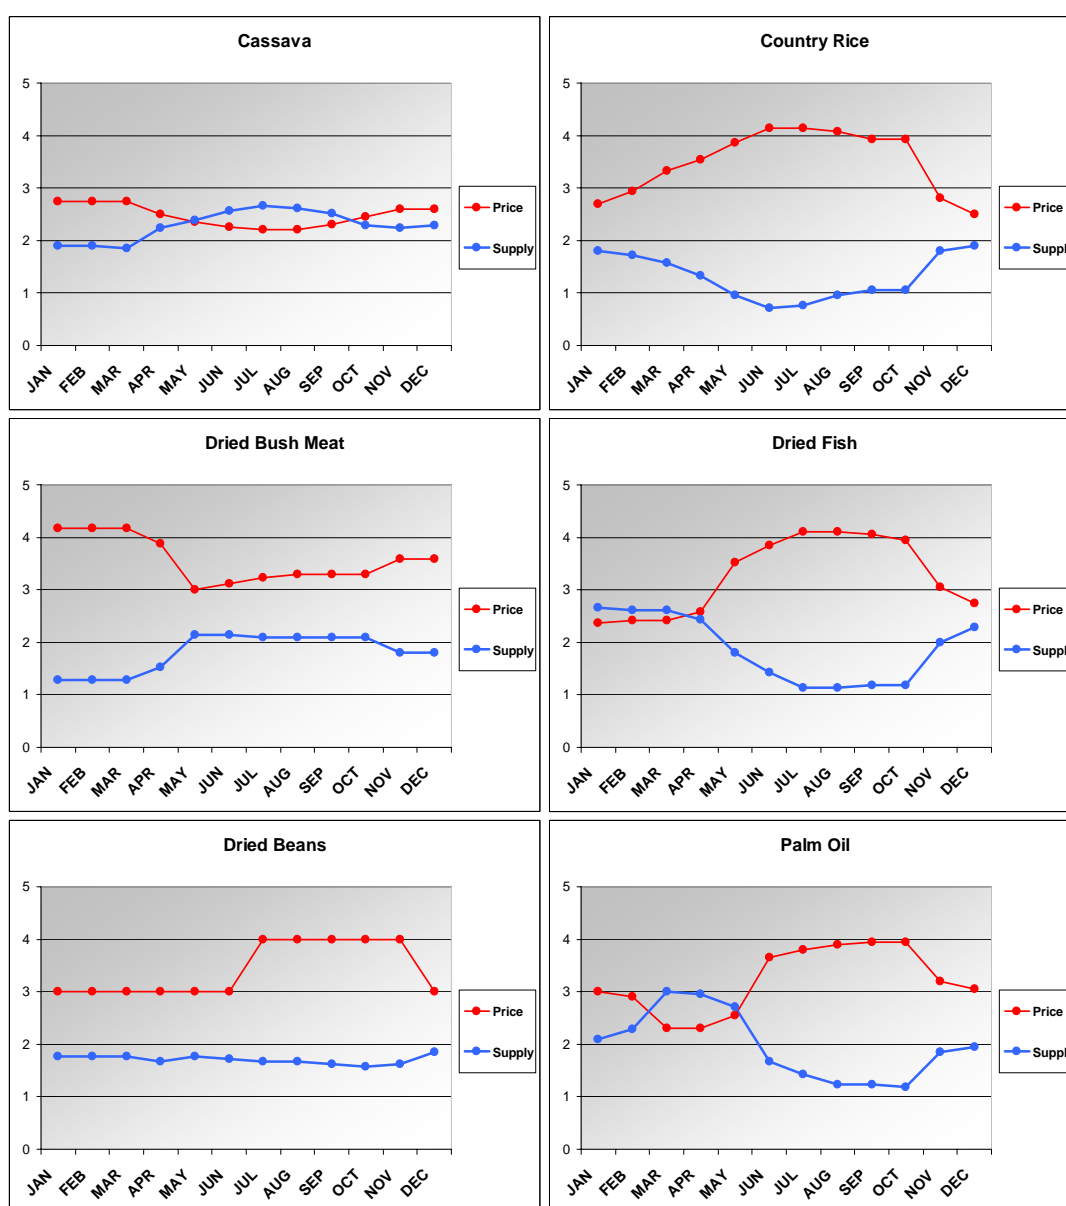 Cassava
5
4
3
2
1
0
JAN FEB MAR APR MAY JUN JUL AUG SEP OCT NOV DEC
Price
Supply
Country Rice
5
4
3
2
1
0
JAN FEB MAR APR MAY JUN JUL AUG SEP OCT NOV DEC
Price
Supply
Dried Bush Meat
5
4
3
2
1
0
JAN FEB MAR APR MAY JUN JUL AUG SEP OCT NOV DEC
Price
Supply
Dried Fish
5
4
3
2
1
0
JAN FEB MAR APR MAY JUN JUL AUG SEP OCT NOV DEC
Price
Supply
Dried Beans
5
4
3
2
1
0
JAN FEB MAR APR MAY JUN JUL AUG SEP OCT NOV DEC
Price
Supply
Palm Oil
5
4
3
2
1
0
JAN FEB MAR APR MAY JUN JUL AUG SEP OCT NOV DEC
Price
Supply